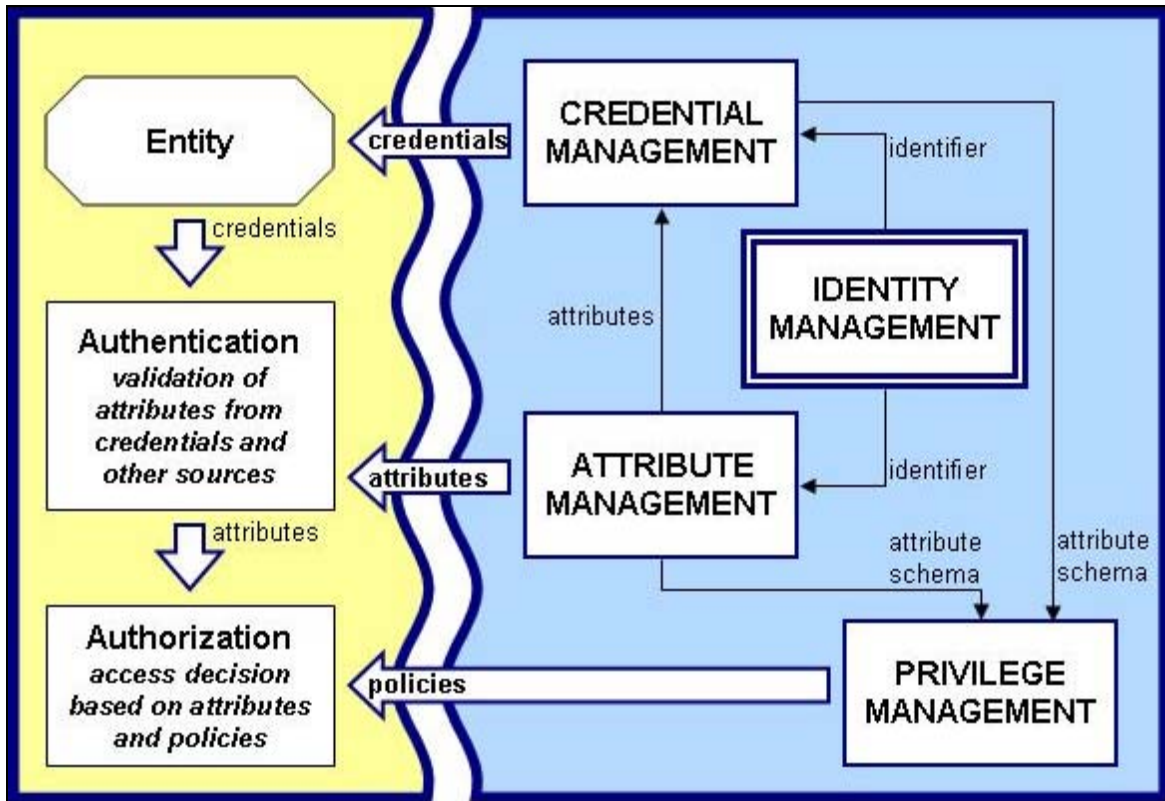 Entity
credentials
Authentication
validation of
attributes from
credentials and
other sources
attributes
Authorization
access decision
based on attributes
and policies
credentials
attributes
policies
CREDENTIAL
MANAGEMENT
identifier
IDENTITY
MANAGEMENT
attributes
identifier
ATTRIBUTE
MANAGEMENT
attribute
schema
attribute
schema
PRIVILEGE
MANAGEMENT